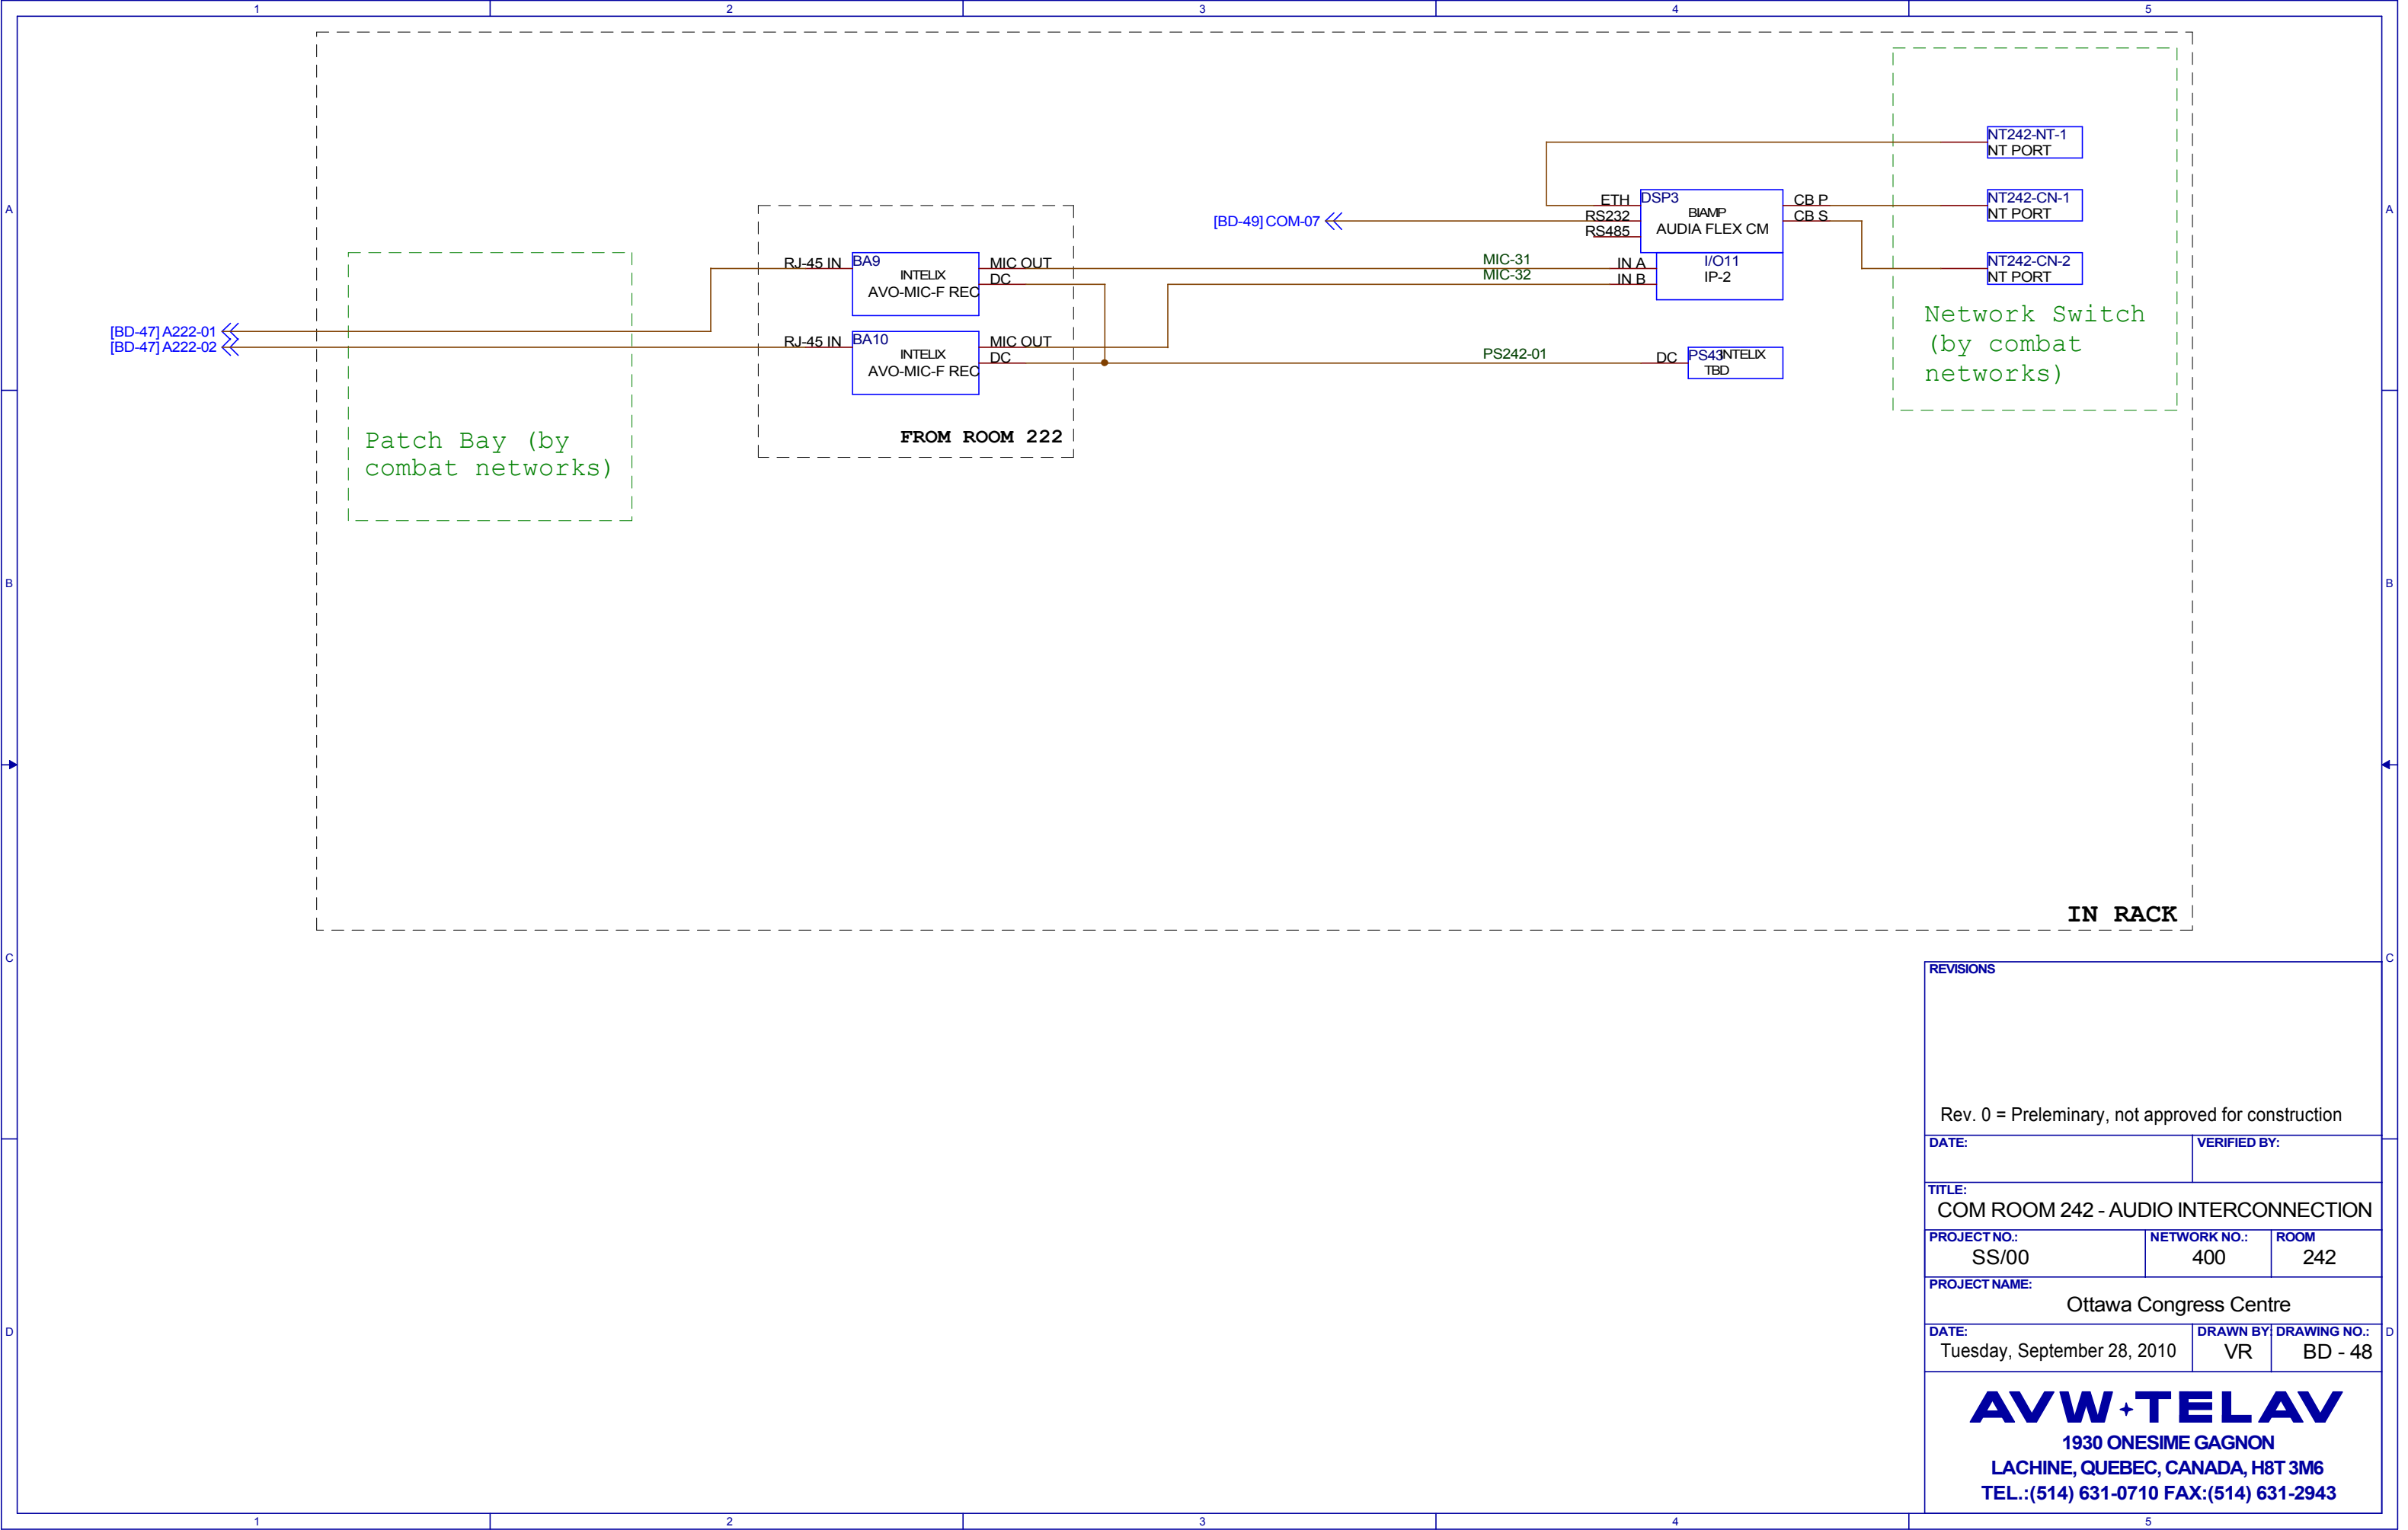 1 2 3 4 5
A
A
B
B
C
C
D
D
[BD-47] A222-01
[BD-47] A222-02
Patch Bay (by
combat networks)
RJ-45 IN
BA9
INTELIX
AVO-MIC-F REC
MIC OUT
DC
RJ-45 IN
BA10
INTELIX
AVO-MIC-F REC
MIC OUT
DC
FROM ROOM 222
[BD-49] COM-07
ETH
RS232
RS485
DSP3
BIAMP
AUDIA FLEX CM
CB P
CB S
MIC-31
MIC-32
IN A
IN B
I/O11
IP-2
PS242-01
DC
PS43
INTELIX
TBD
NT242-NT-1
NT PORT
NT242-CN-1
NT PORT
NT242-CN-2
NT PORT
Network Switch
(by combat
networks)
IN RACK
REVISIONS
Rev. 0 = Preleminary, not approved for construction
DATE:
VERIFIED BY:
TITLE:
COM ROOM 242 - AUDIO INTERCONNECTION
PROJECT NO.:
SS/00
NETWORK NO.:
400
ROOM
242
PROJECT NAME:
Ottawa Congress Centre
DATE:
Tuesday, September 28, 2010
DRAWN BY:
VR
DRAWING NO.:
BD - 48
AVW+TELAV
1930 ONESIME GAGNON
LACHINE, QUEBEC, CANADA, H8T 3M6
TEL.:(514) 631-0710 FAX:(514) 631-2943
1 2 3 4 5